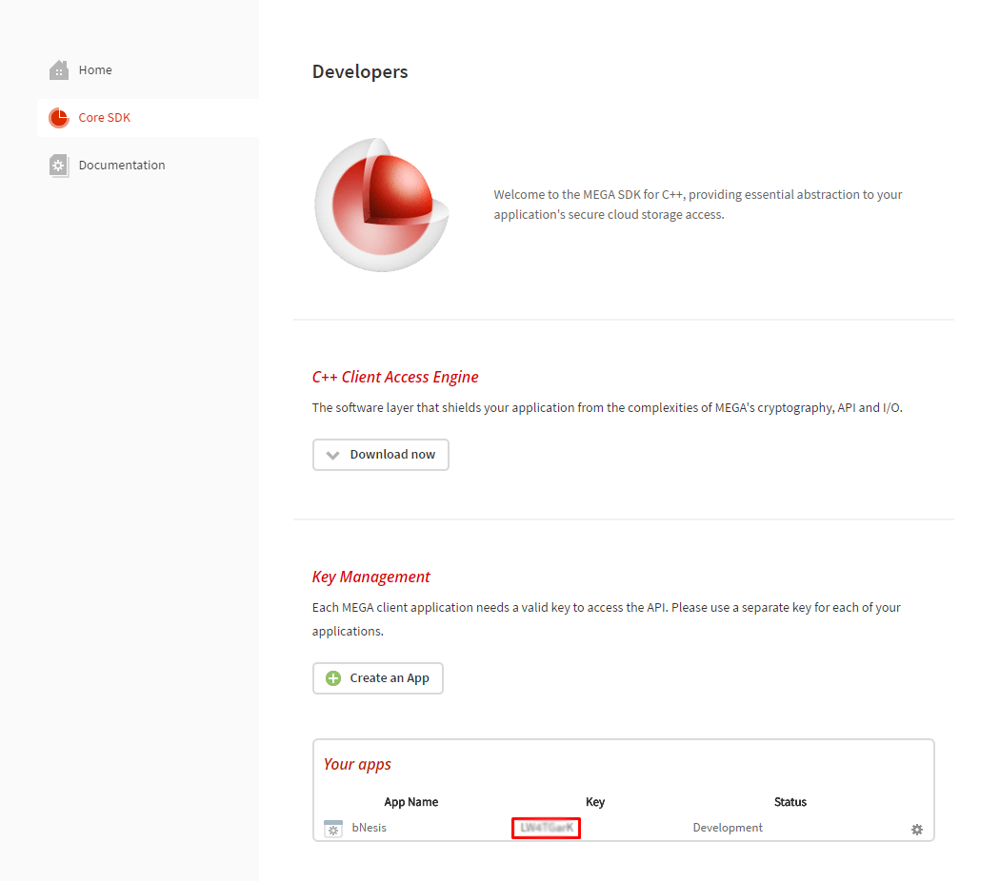 Home
Core SDK
Documentation
Developers
Welcome to the MEGA SDK for C++, providing essential abstraction to your
application's secure cloud storage access.
C++ Client Access Engine
The software layer that shields your application from the complexities of MEGA's cryptography, API and I/O.
Download now
Key Management
Each MEGA client application needs a valid key to access the API. Please use a separate key for each of your
applications.
Create an App
Your apps
App Name Key Status
bNesis Development